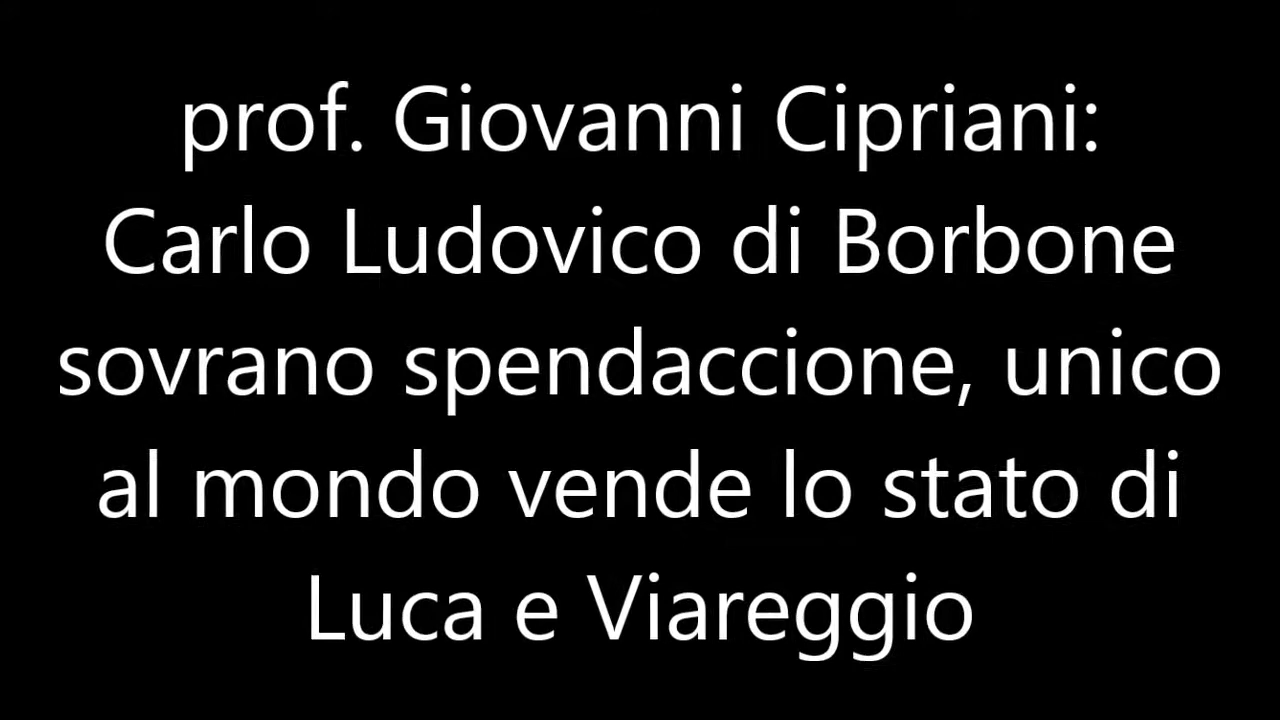 prof. Giovanni Cipriani:
Carlo Ludovico di Borbone
sovrano spendaccione, unico
al mondo vende lo stato di
Luca e Viareggio